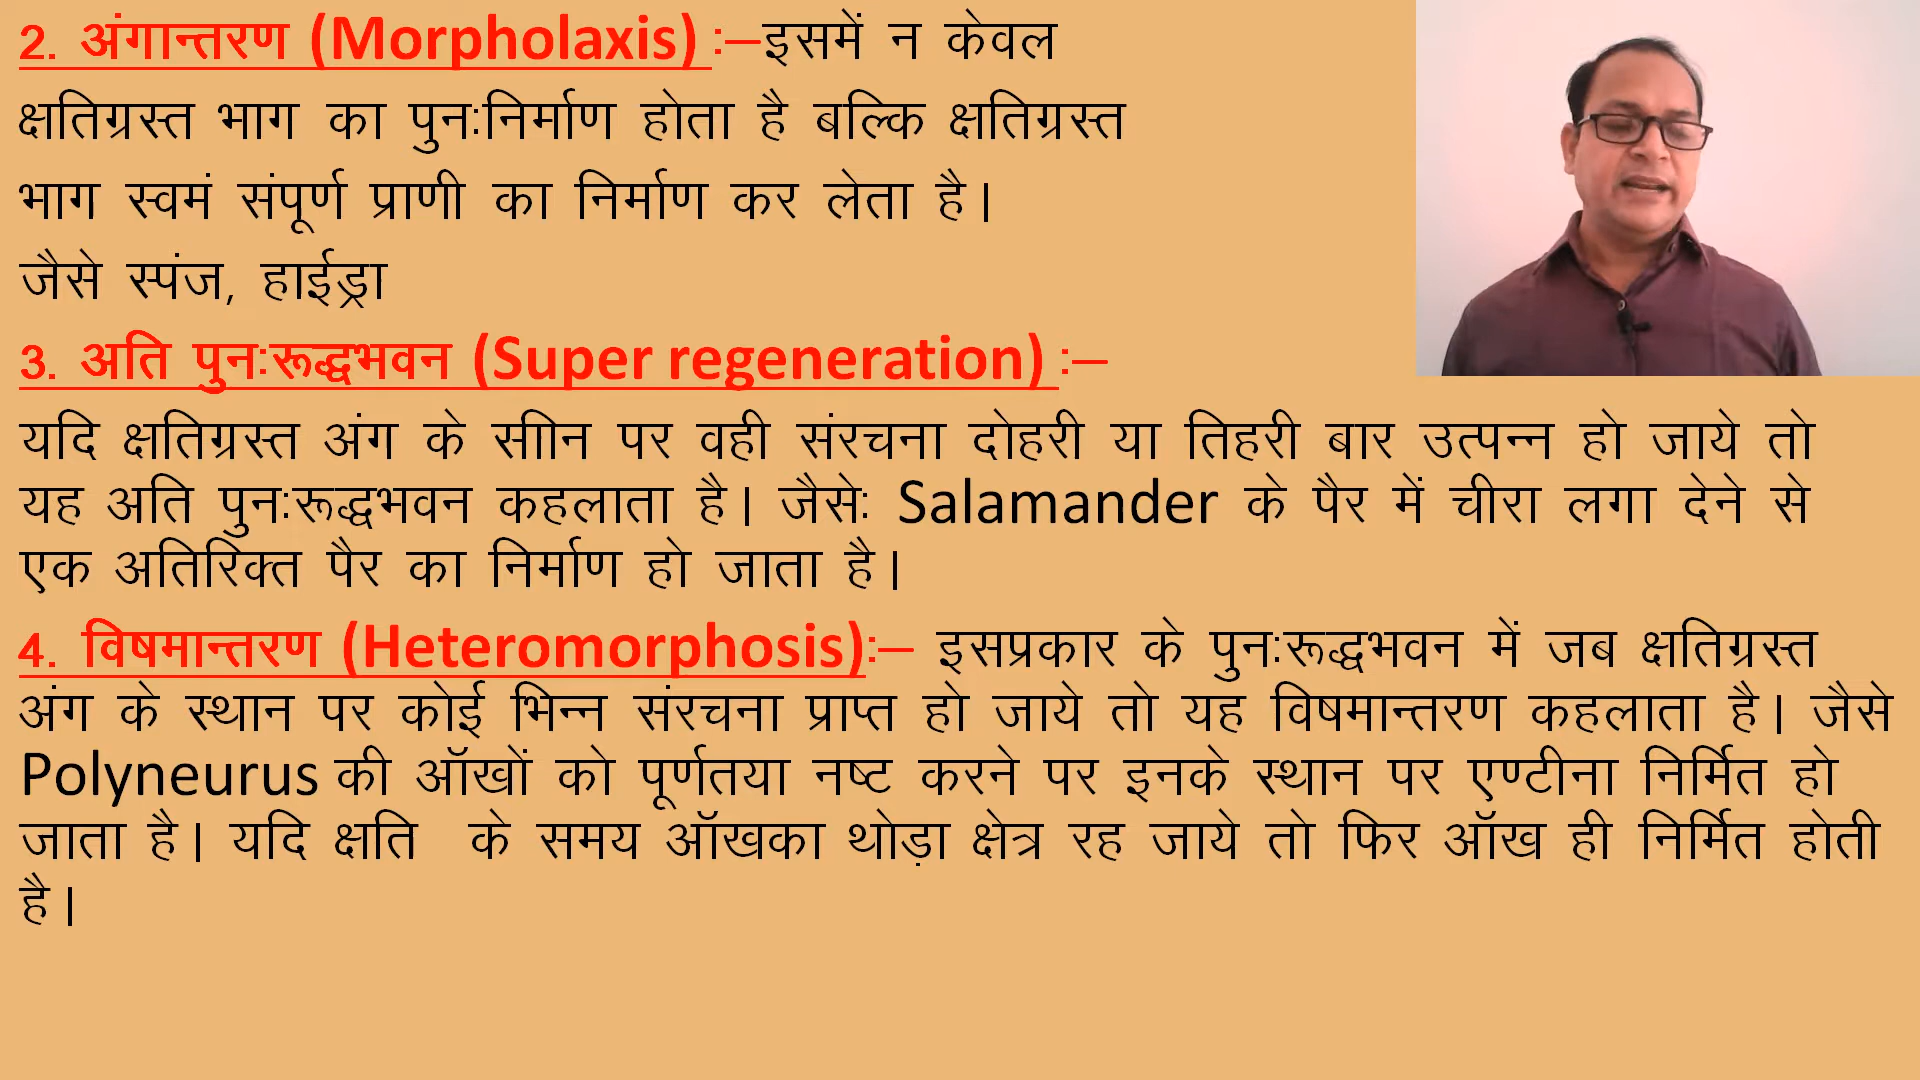 2. अंगान्तरण (Morpholaxis) :–इसमें न केवल
क्षतिग्रस्त भाग का पुनःनिर्माण होता है बल्कि क्षतिग्रस्त
भाग स्वमं संपूर्ण प्राणी का निर्माण कर लेता है।
जैसे स्पंज, हाईड्रा
3. अति पुनःरूद्धभवन (Super regeneration) :–
यदि क्षतिग्रस्त अंग के साीन पर वही संरचना दोहरी या तिहरी बार उत्पन्न हो जाये तो
यह अति पुनःरूद्धभवन कहलाता है। जैसेः Salamander के पैर में चीरा लगा देने से
एक अतिरिक्त पैर का निर्माण हो जाता है।
4. विषमान्तरण (Heteromorphosis):– इसप्रकार के पुनःरूद्धभवन में जब क्षतिग्रस्त
अंग के स्थान पर कोई भिन्न संरचना प्राप्त हो जाये तो यह विषमान्तरण कहलाता है। जैसे
Polyneurus की ऑखों को पूर्णतया नष्ट करने पर इनके स्थान पर एण्टीना निर्मित हो
जाता है। यदि क्षति के समय ऑखका थोड़ा क्षेत्र रह जाये तो फिर ऑख ही निर्मित होती
है।